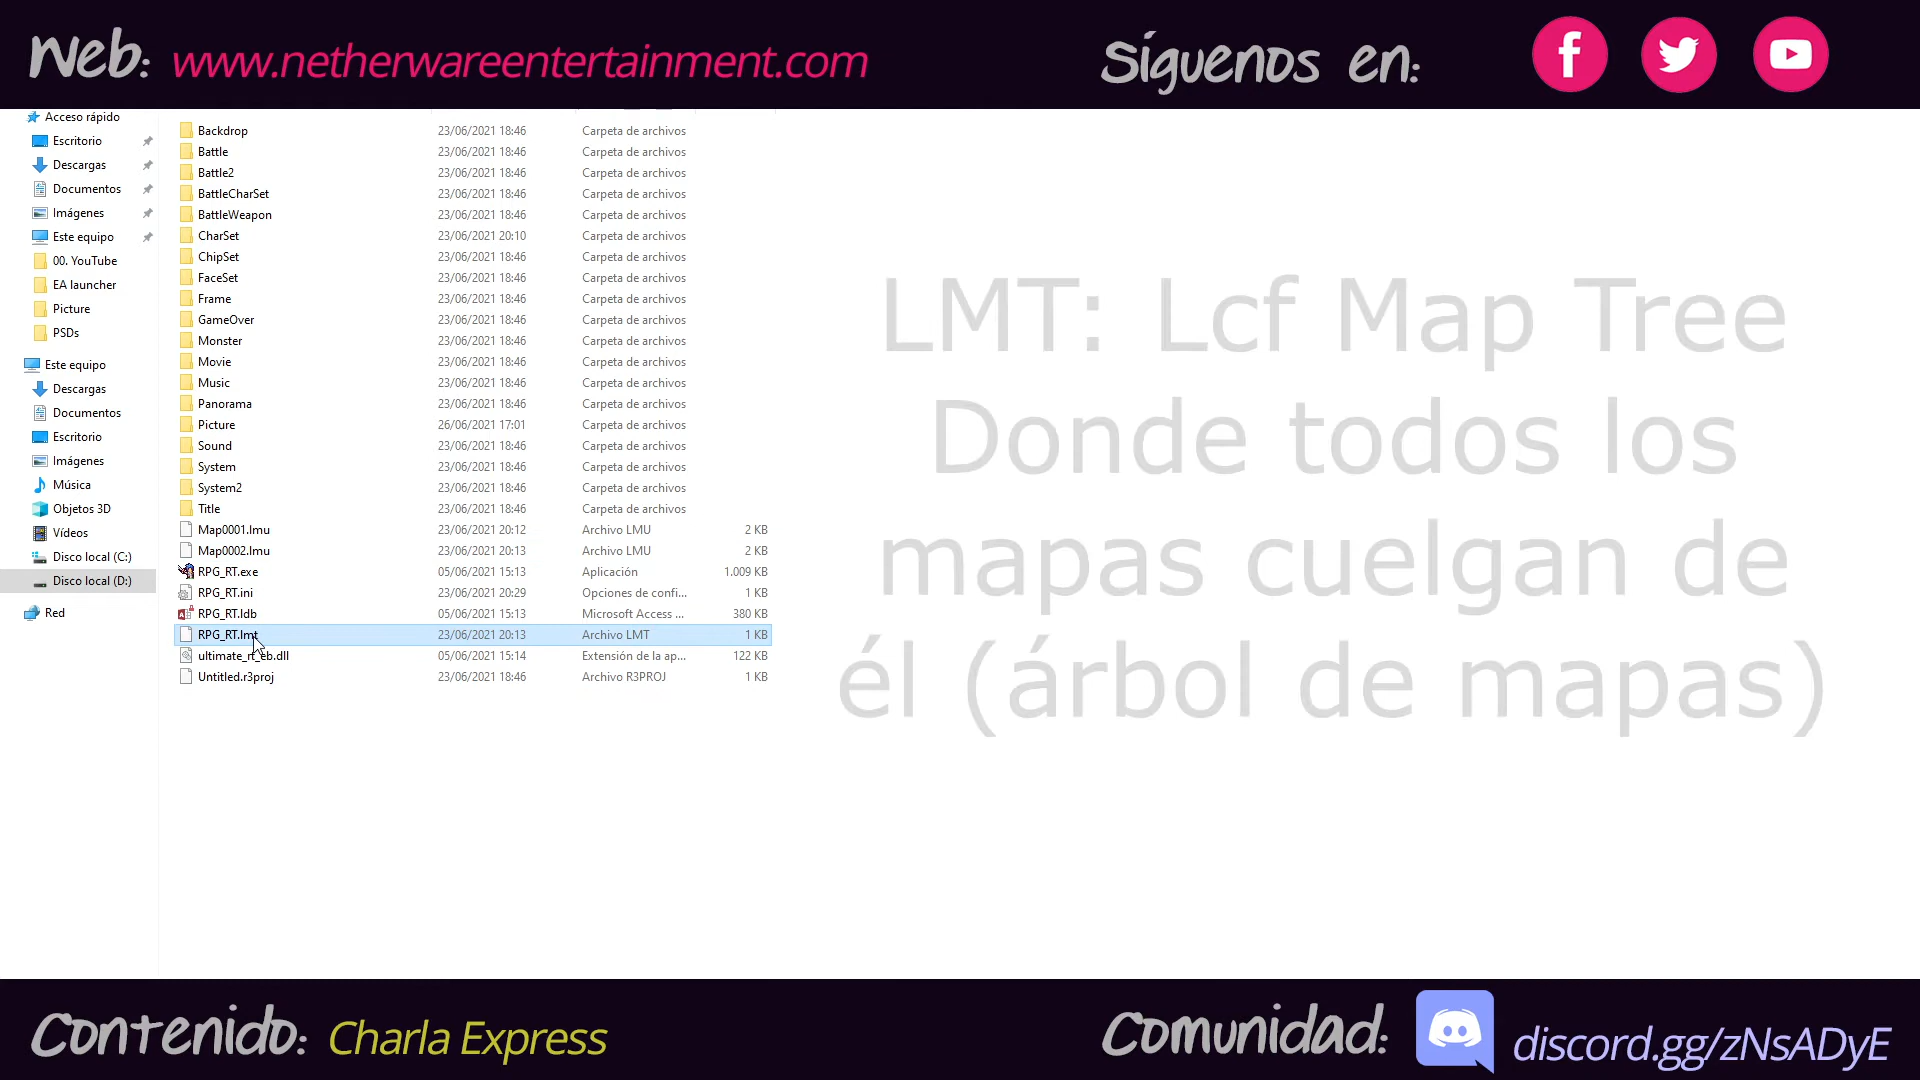 Web: www.netherwareentertainment.com
Síguenos en:
Acceso rápido
Escritorio
Descargas
Documentos
Imágenes
Este equipo
00. YouTube
EA launcher
Picture
PSDs
Este equipo
Descargas
Documentos
Escritorio
Imágenes
Música
Objetos 3D
Vídeos
Disco local (C:)
Disco local (D:)
Red
Backdrop 23/06/2021 18:46 Carpeta de archivos
Battle 23/06/2021 18:46 Carpeta de archivos
Battle2 23/06/2021 18:46 Carpeta de archivos
BattleCharSet 23/06/2021 18:46 Carpeta de archivos
BattleWeapon 23/06/2021 18:46 Carpeta de archivos
CharSet 23/06/2021 20:10 Carpeta de archivos
ChipSet 23/06/2021 18:46 Carpeta de archivos
FaceSet 23/06/2021 18:46 Carpeta de archivos
Frame 23/06/2021 18:46 Carpeta de archivos
GameOver 23/06/2021 18:46 Carpeta de archivos
Monster 23/06/2021 18:46 Carpeta de archivos
Movie 23/06/2021 18:46 Carpeta de archivos
Music 23/06/2021 18:46 Carpeta de archivos
Panorama 23/06/2021 18:46 Carpeta de archivos
Picture 26/06/2021 17:01 Carpeta de archivos
Sound 23/06/2021 18:46 Carpeta de archivos
System 23/06/2021 18:46 Carpeta de archivos
System2 23/06/2021 18:46 Carpeta de archivos
Title 23/06/2021 18:46 Carpeta de archivos
Map0001.lmu 23/06/2021 20:12 Archivo LMU 2 KB
Map0002.lmu 23/06/2021 20:13 Archivo LMU 2 KB
RPG_RT.exe 05/06/2021 15:13 Aplicación 1.009 KB
RPG_RT.ini 23/06/2021 20:29 Opciones de confi... 1 KB
RPG_RT.ldb 05/06/2021 15:13 Microsoft Access ... 380 KB
RPG_RT.lmt 23/06/2021 20:13 Archivo LMT 1 KB
ultimate_rt_eb.dll 05/06/2021 15:14 Extensión de la ap... 122 KB
Untitled.r3proj 23/06/2021 18:46 Archivo R3PROJ 1 KB
LMT: Lcf Map Tree
Donde todos los
mapas cuelgan de
él (árbol de mapas)
Contenido: Charla Express
Comunidad: discord.gg/zNsADyE